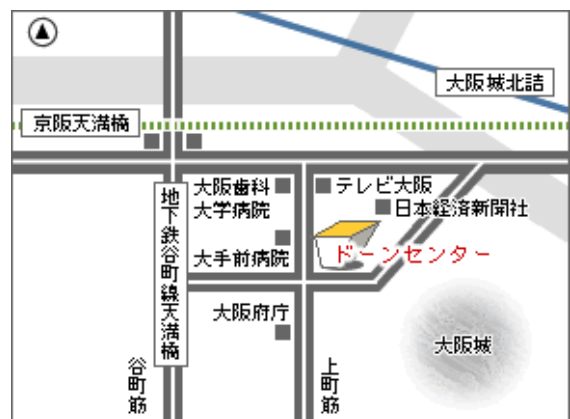 大阪城北詰
京阪天満橋
大阪歯科
大学病院
テレビ大阪
日本経済新聞社
地下鉄谷町線天満橋
大手前病院
ドーンセンター
大阪府庁
大阪城
谷町筋
上町筋